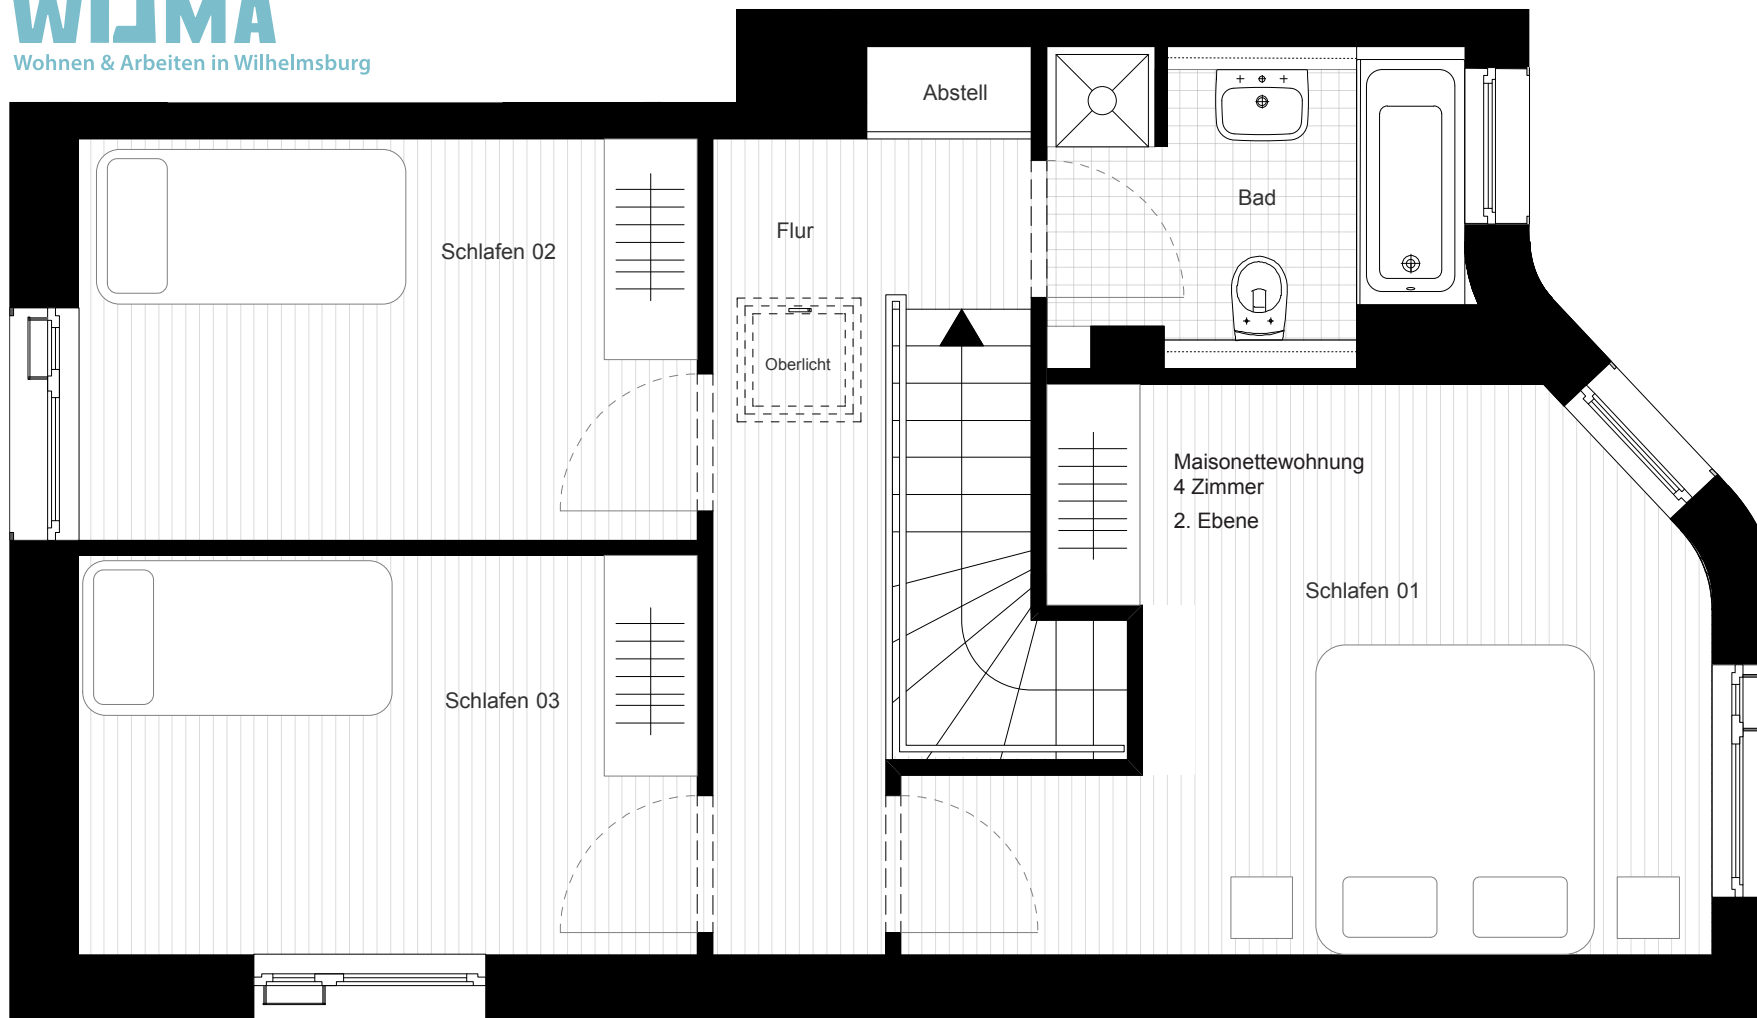 WIJMA
Wohnen & Arbeiten in Wilhelmsburg
Abstell
Bad
Flur
Schlafen 02
Oberlicht
Maisonettewohnung
4 Zimmer
2. Ebene
Schlafen 01
Schlafen 03